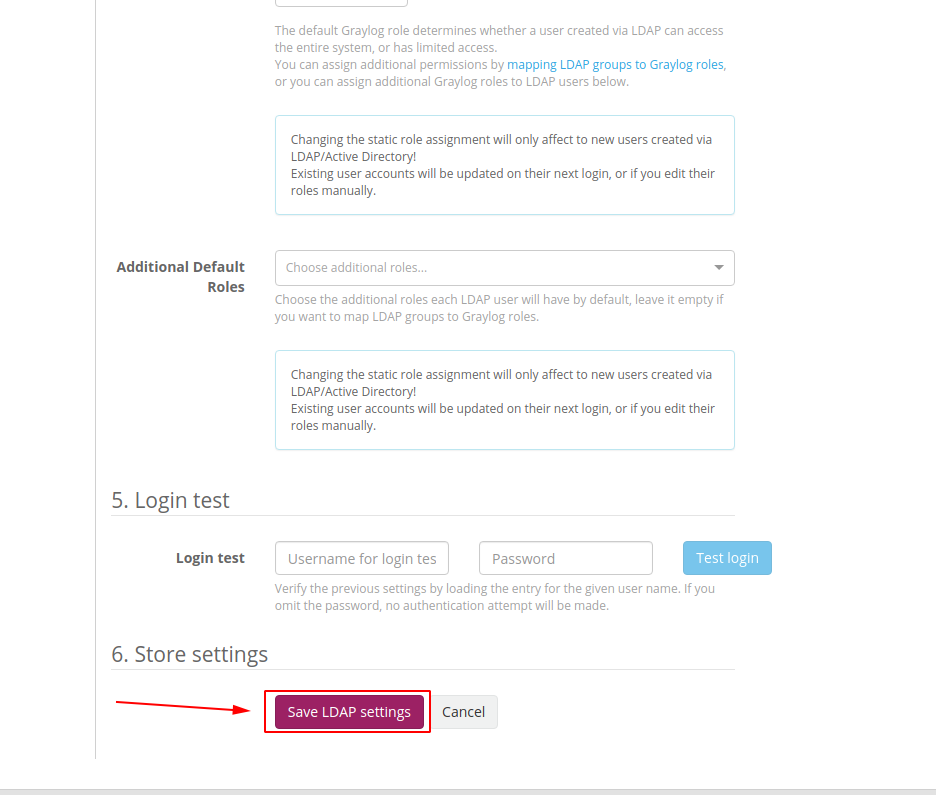 The default Graylog role determines whether a user created via LDAP can access
the entire system, or has limited access.
You can assign additional permissions by mapping LDAP groups to Graylog roles,
or you can assign additional Graylog roles to LDAP users below.
Changing the static role assignment will only affect to new users created via
LDAP/Active Directory!
Existing user accounts will be updated on their next login, or if you edit their
roles manually.
Additional Default
Roles
Choose additional roles...
Choose the additional roles each LDAP user will have by default, leave it empty if
you want to map LDAP groups to Graylog roles.
Changing the static role assignment will only affect to new users created via
LDAP/Active Directory!
Existing user accounts will be updated on their next login, or if you edit their
roles manually.
5. Login test
Login test
Username for login tes
Password
Test login
Verify the previous settings by loading the entry for the given user name. If you
omit the password, no authentication attempt will be made.
6. Store settings
Save LDAP settings
Cancel